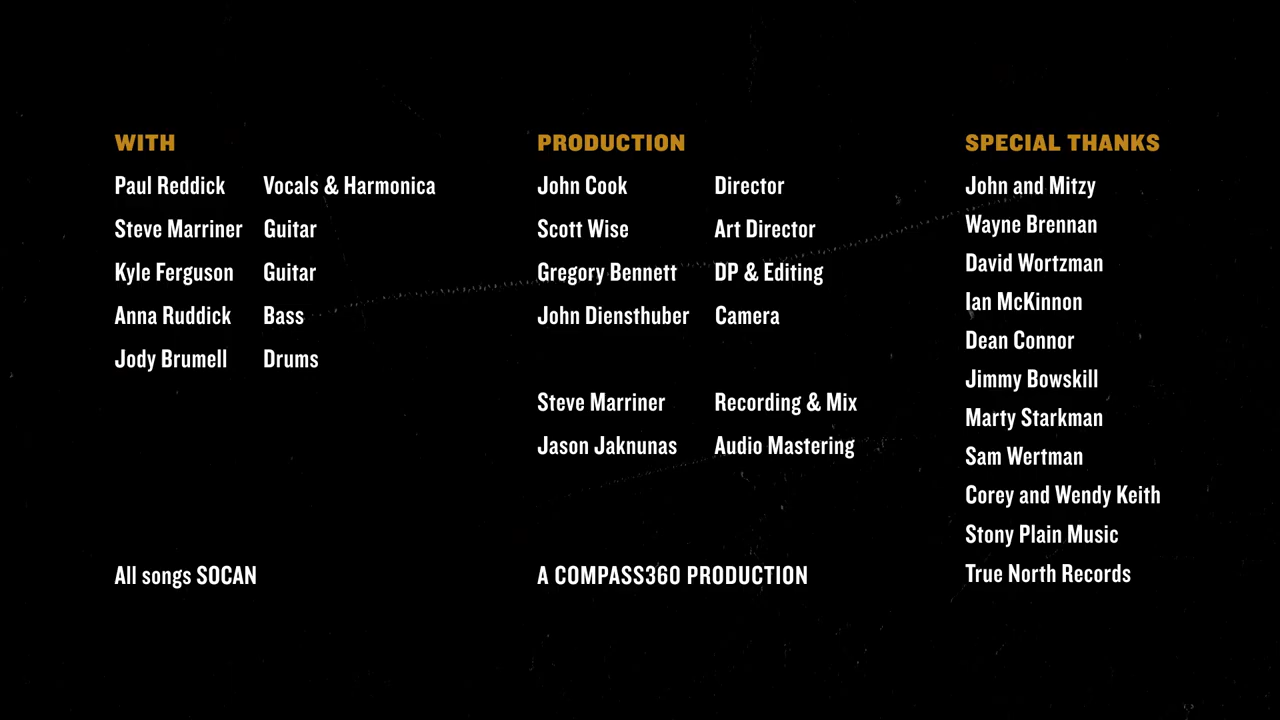 WITH
Paul Reddick Vocals & Harmonica
Steve Marriner Guitar
Kyle Ferguson Guitar
Anna Ruddick Bass
Jody Brumell Drums
All songs SOCAN
PRODUCTION
John Cook Director
Scott Wise Art Director
Gregory Bennett DP & Editing
John Diensthuber Camera
Steve Marriner Recording & Mix
Jason Jaknunas Audio Mastering
A COMPASS360 PRODUCTION
SPECIAL THANKS
John and Mitzy
Wayne Brennan
David Wortzman
Ian McKinnon
Dean Connor
Jimmy Bowskill
Marty Starkman
Sam Wertman
Corey and Wendy Keith
Stony Plain Music
True North Records